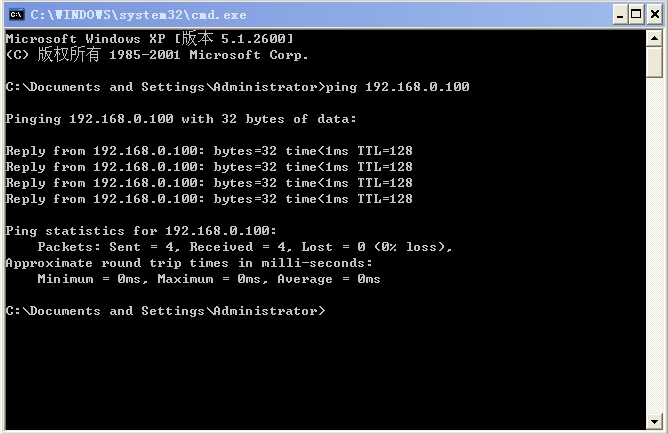 C:\WINDOWS\system32\cmd.exe
Microsoft Windows XP [版本 5.1.2600]
(C) 版权所有 1985-2001 Microsoft Corp.
C:\Documents and Settings\Administrator>ping 192.168.0.100
Pinging 192.168.0.100 with 32 bytes of data:
Reply from 192.168.0.100: bytes=32 time<1ms TTL=128
Reply from 192.168.0.100: bytes=32 time<1ms TTL=128
Reply from 192.168.0.100: bytes=32 time<1ms TTL=128
Reply from 192.168.0.100: bytes=32 time<1ms TTL=128
Ping statistics for 192.168.0.100:
    Packets: Sent = 4, Received = 4, Lost = 0 (0% loss),
Approximate round trip times in milli-seconds:
    Minimum = 0ms, Maximum = 0ms, Average = 0ms
C:\Documents and Settings\Administrator>